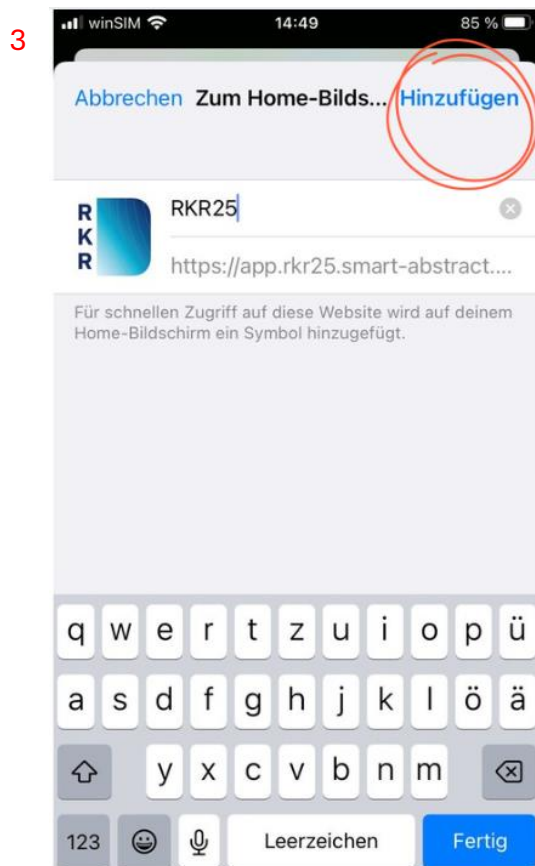 3
winSIM 14:49 85 %
Abbrechen Zum Home-Bilds... Hinzufügen
R
K
R
RKR25
https://app.rkr25.smart-abstract....
Für schnellen Zugriff auf diese Website wird auf deinem
Home-Bildschirm ein Symbol hinzugefügt.
q w e r t z u i o p ü
a s d f g h j k l ö ä
y x c v b n m
123 Leerzeichen Fertig